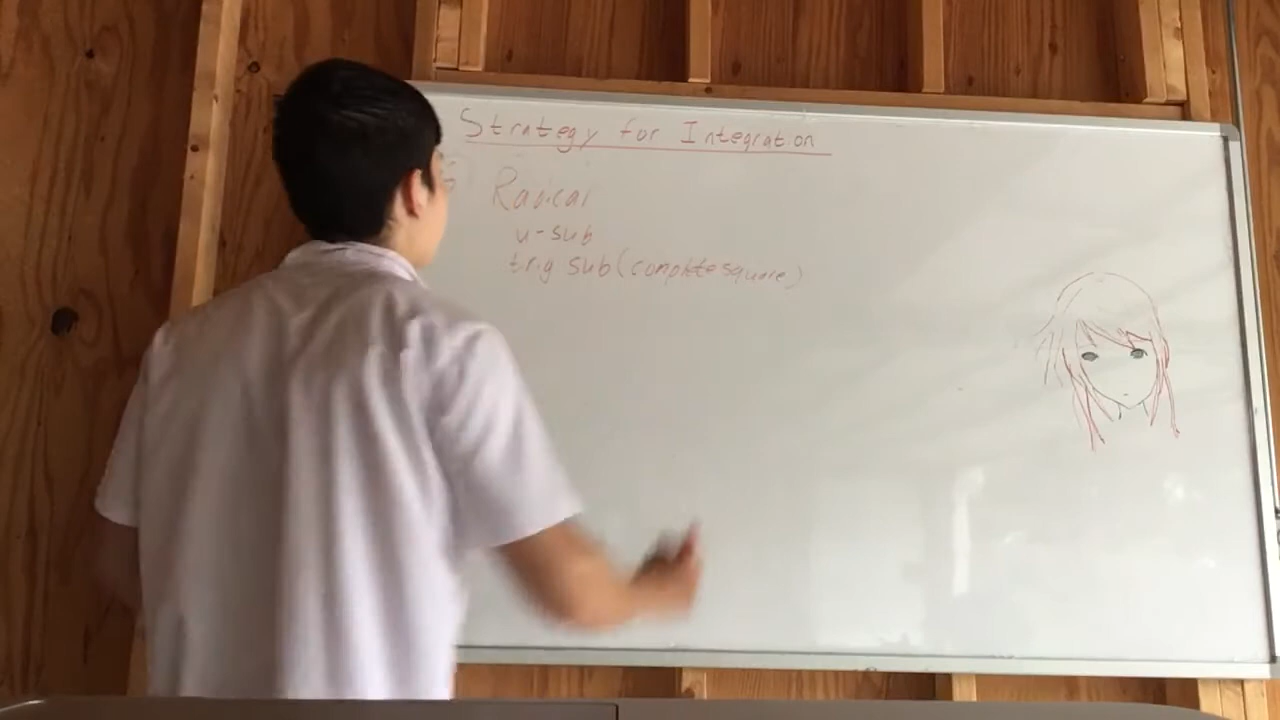 Strategy for Integration
Radical
u-sub
trig sub (complete square)